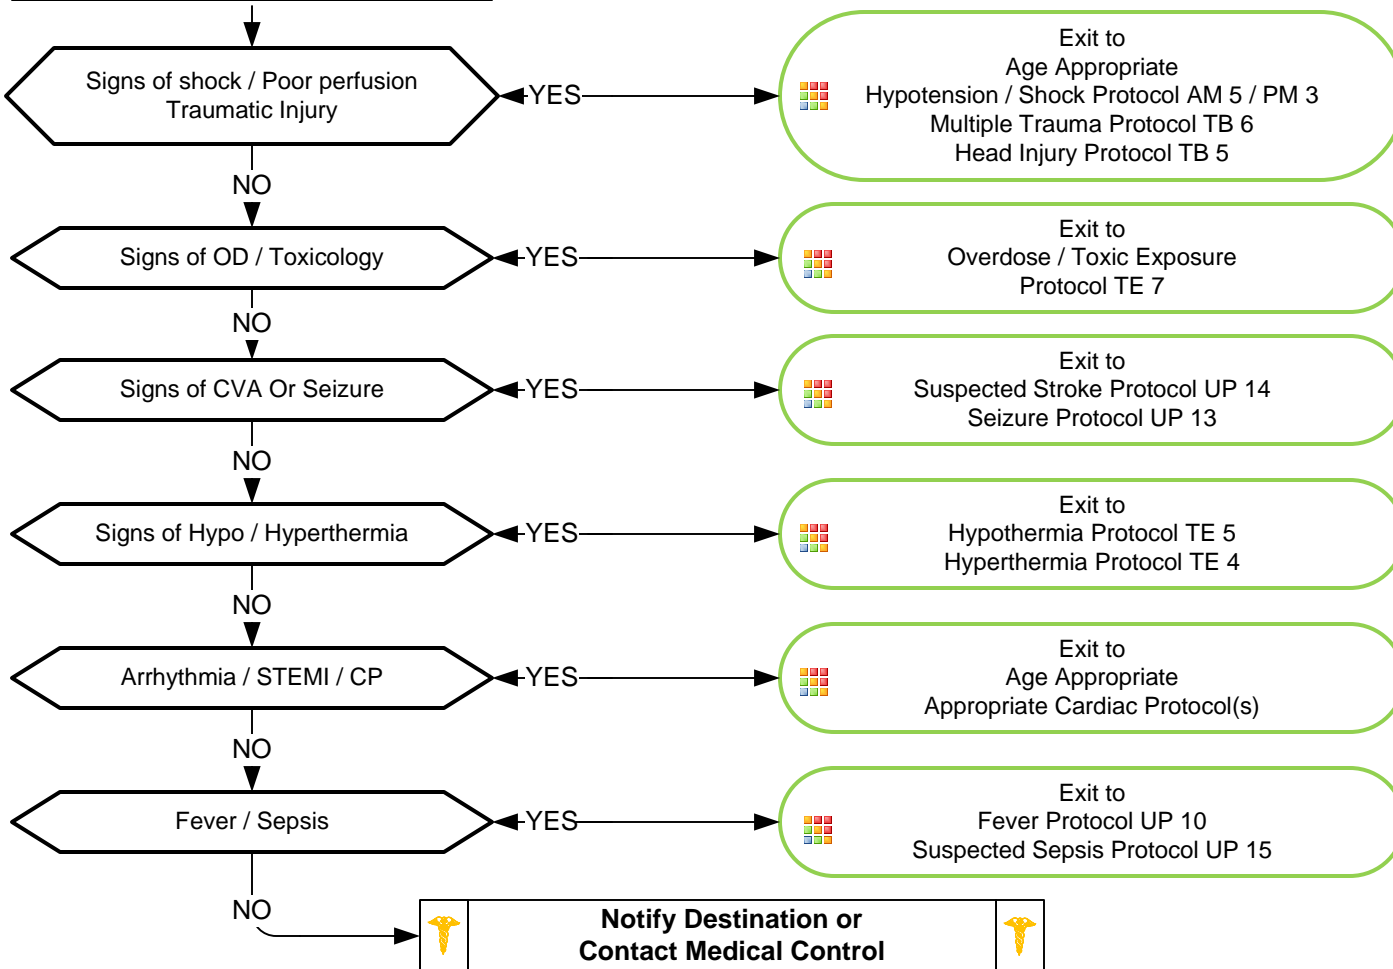 Signs of shock / Poor perfusion
Traumatic Injury
YES
Exit to
Age Appropriate
Hypotension / Shock Protocol AM 5 / PM 3
Multiple Trauma Protocol TB 6
Head Injury Protocol TB 5
NO
Signs of OD / Toxicology
YES
Exit to
Overdose / Toxic Exposure
Protocol TE 7
NO
Signs of CVA Or Seizure
YES
Exit to
Suspected Stroke Protocol UP 14
Seizure Protocol UP 13
NO
Signs of Hypo / Hyperthermia
YES
Exit to
Hypothermia Protocol TE 5
Hyperthermia Protocol TE 4
NO
Arrhythmia / STEMI / CP
YES
Exit to
Age Appropriate
Appropriate Cardiac Protocol(s)
NO
Fever / Sepsis
YES
Exit to
Fever Protocol UP 10
Suspected Sepsis Protocol UP 15
NO
Notify Destination or
Contact Medical Control